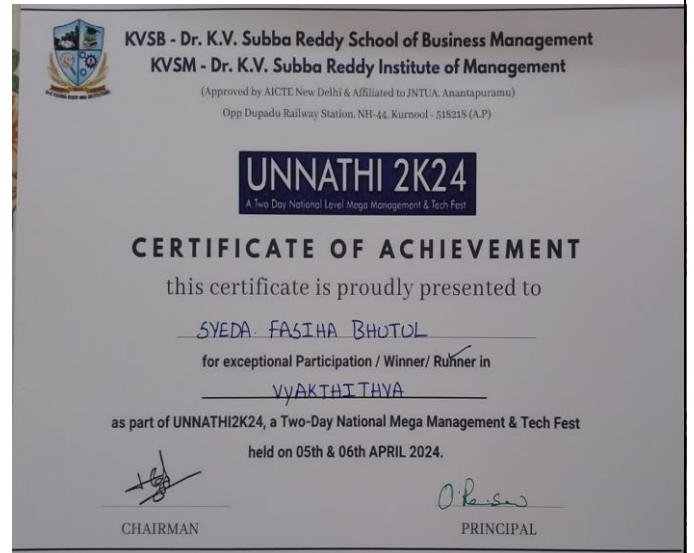 KVSB - Dr. K.V. Subba Reddy School of Business Management
KVSM - Dr. K.V. Subba Reddy Institute of Management
(Approved by AICTE New Delhi & Affiliated to JNTUA, Anantapuramu)
Opp Dupadu Railway Station, NH-44, Kurnool - 518218 (A.P)
UNNATHI 2K24
A Two Day National Level Mega Management & Tech Fest
CERTIFICATE OF ACHIEVEMENT
this certificate is proudly presented to
SYEDA. FASIHA BHUTUL
for exceptional Participation / Winner/ Runner in
VYAKTHITHVA
as part of UNNATHI2K24, a Two-Day National Mega Management & Tech Fest
held on 05th & 06th APRIL 2024.
CHAIRMAN
PRINCIPAL